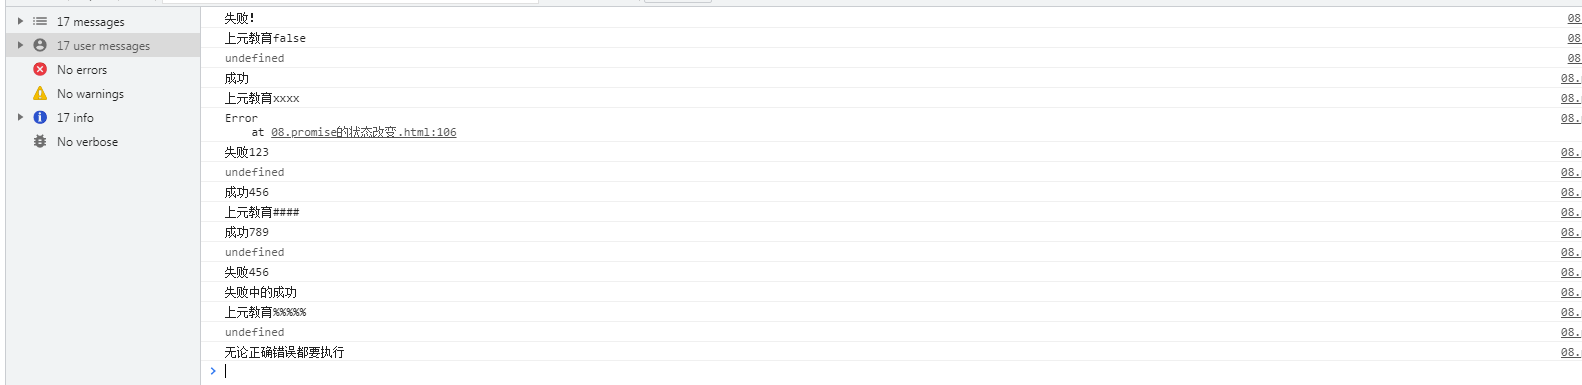 17 messages
17 user messages
No errors
No warnings
17 info
No verbose
失败!
上元教育false
undefined
成功
上元教育xxxx
Error
at 08.promise的状态改变.html:106
失败123
undefined
成功456
上元教育####
成功789
undefined
失败456
失败中的成功
上元教育%%%%%
undefined
无论正确错误都要执行
>
08
08
08
08.
08.
08.
08.
08.
08.
08.
08.
08.
08.
08.
08.
08.
08.